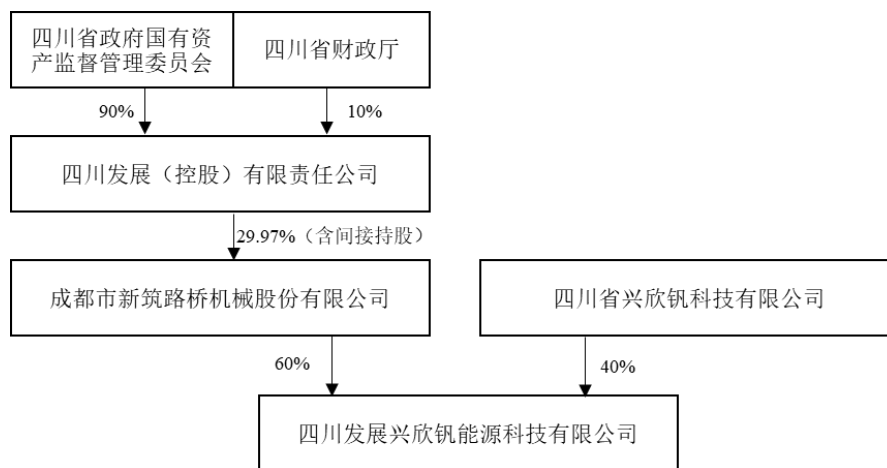 四川省政府国有资
产监督管理委员会
四川省财政厅
90%
10%
四川发展（控股）有限责任公司
29.97%（含间接持股）
成都市新筑路桥机械股份有限公司
四川省兴欣钒科技有限公司
60%
40%
四川发展兴欣钒能源科技有限公司